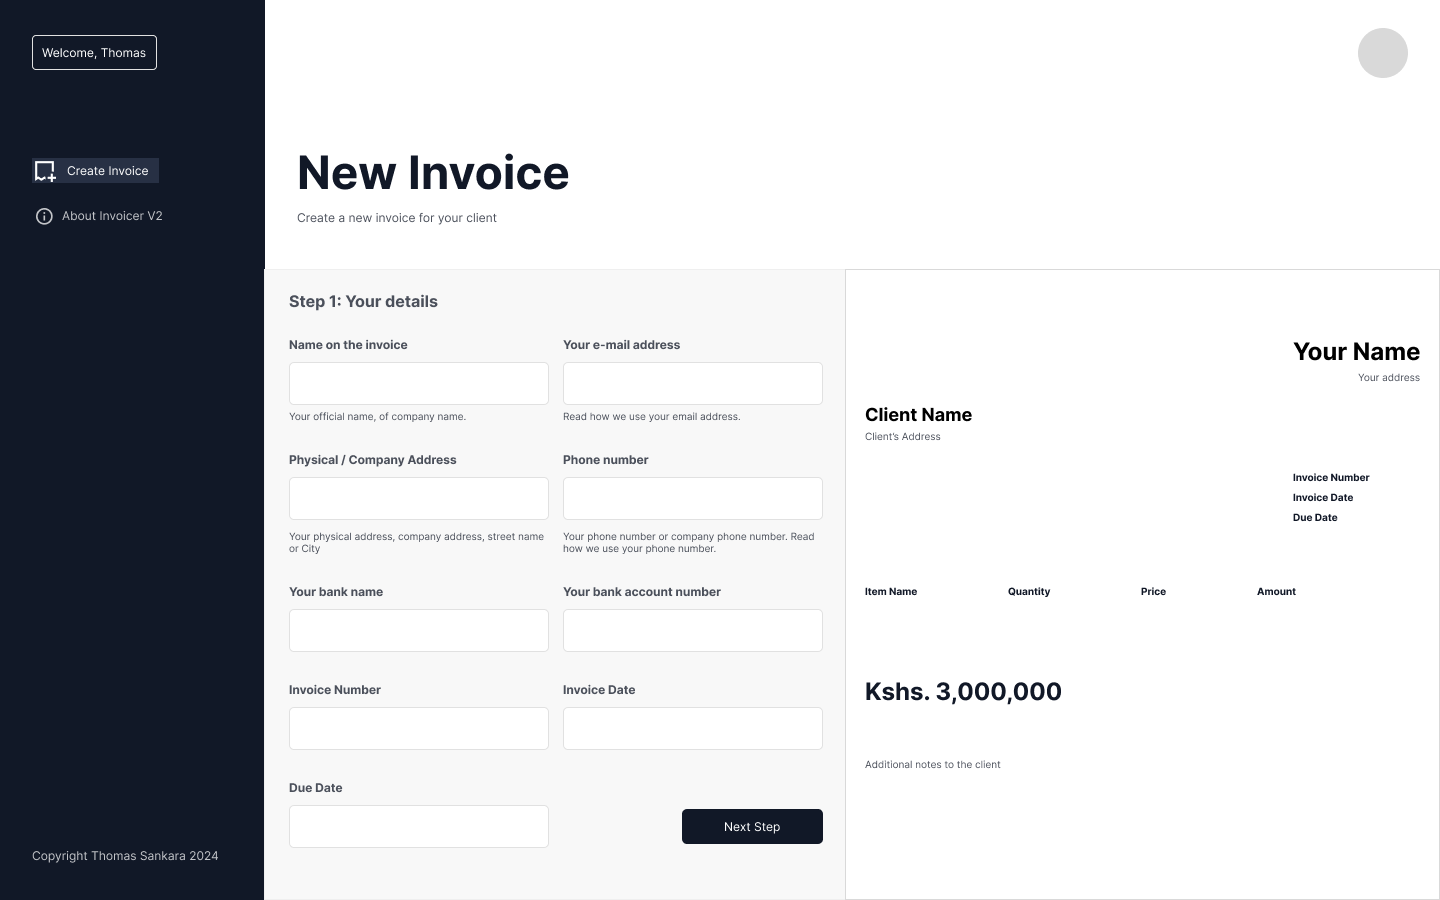 Welcome, Thomas
Create Invoice
About Invoicer V2
Copyright Thomas Sankara 2024
New Invoice
Create a new invoice for your client
Step 1: Your details
Name on the invoice
Your official name, of company name.
Your e-mail address
Read how we use your email address.
Physical / Company Address
Your physical address, company address, street name
or City
Phone number
Your phone number or company phone number. Read
how we use your phone number.
Your bank name
Your bank account number
Invoice Number
Invoice Date
Due Date
Next Step
Your Name
Your address
Client Name
Client's Address
Invoice Number
Invoice Date
Due Date
Item Name Quantity Price Amount
Kshs. 3,000,000
Additional notes to the client